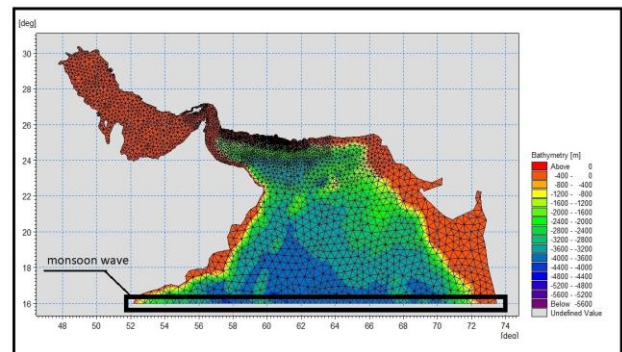 [deg]
30
28
26
24
22
20
18
16
monsoon wave
48 50 52 54 56 58 60 62 64 66 68 70 72 74
[deg]
Bathymetry [m]
Above 0
-400 - 0
-800 - -400
-1200 - -800
-1600 - -1200
-2000 - -1600
-2400 - -2000
-2800 - -2400
-3200 - -2800
-3600 - -3200
-4000 - -3600
-4400 - -4000
-4800 - -4400
-5200 - -4800
-5600 - -5200
Below -5600
Undefined Value